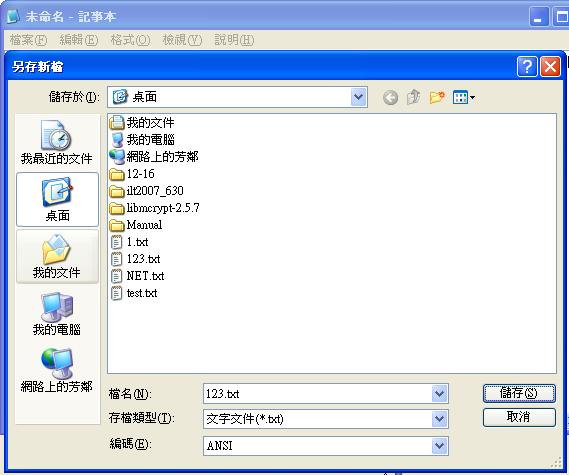 未命名 - 記事本
檔案(F) 編輯(E) 格式(O) 檢視(V) 說明(H)
另存新檔
儲存於(I): 桌面
我最近的文件
桌面
我的文件
我的電腦
網路上的芳鄰
我的文件
我的電腦
網路上的芳鄰
12-16
ilt2007_630
libmcrypt-2.5.7
Manual
1.txt
123.txt
NET.txt
test.txt
檔名(N): 123.txt 儲存(S)
存檔類型(T): 文字文件(*.txt) 取消
編碼(E): ANSI